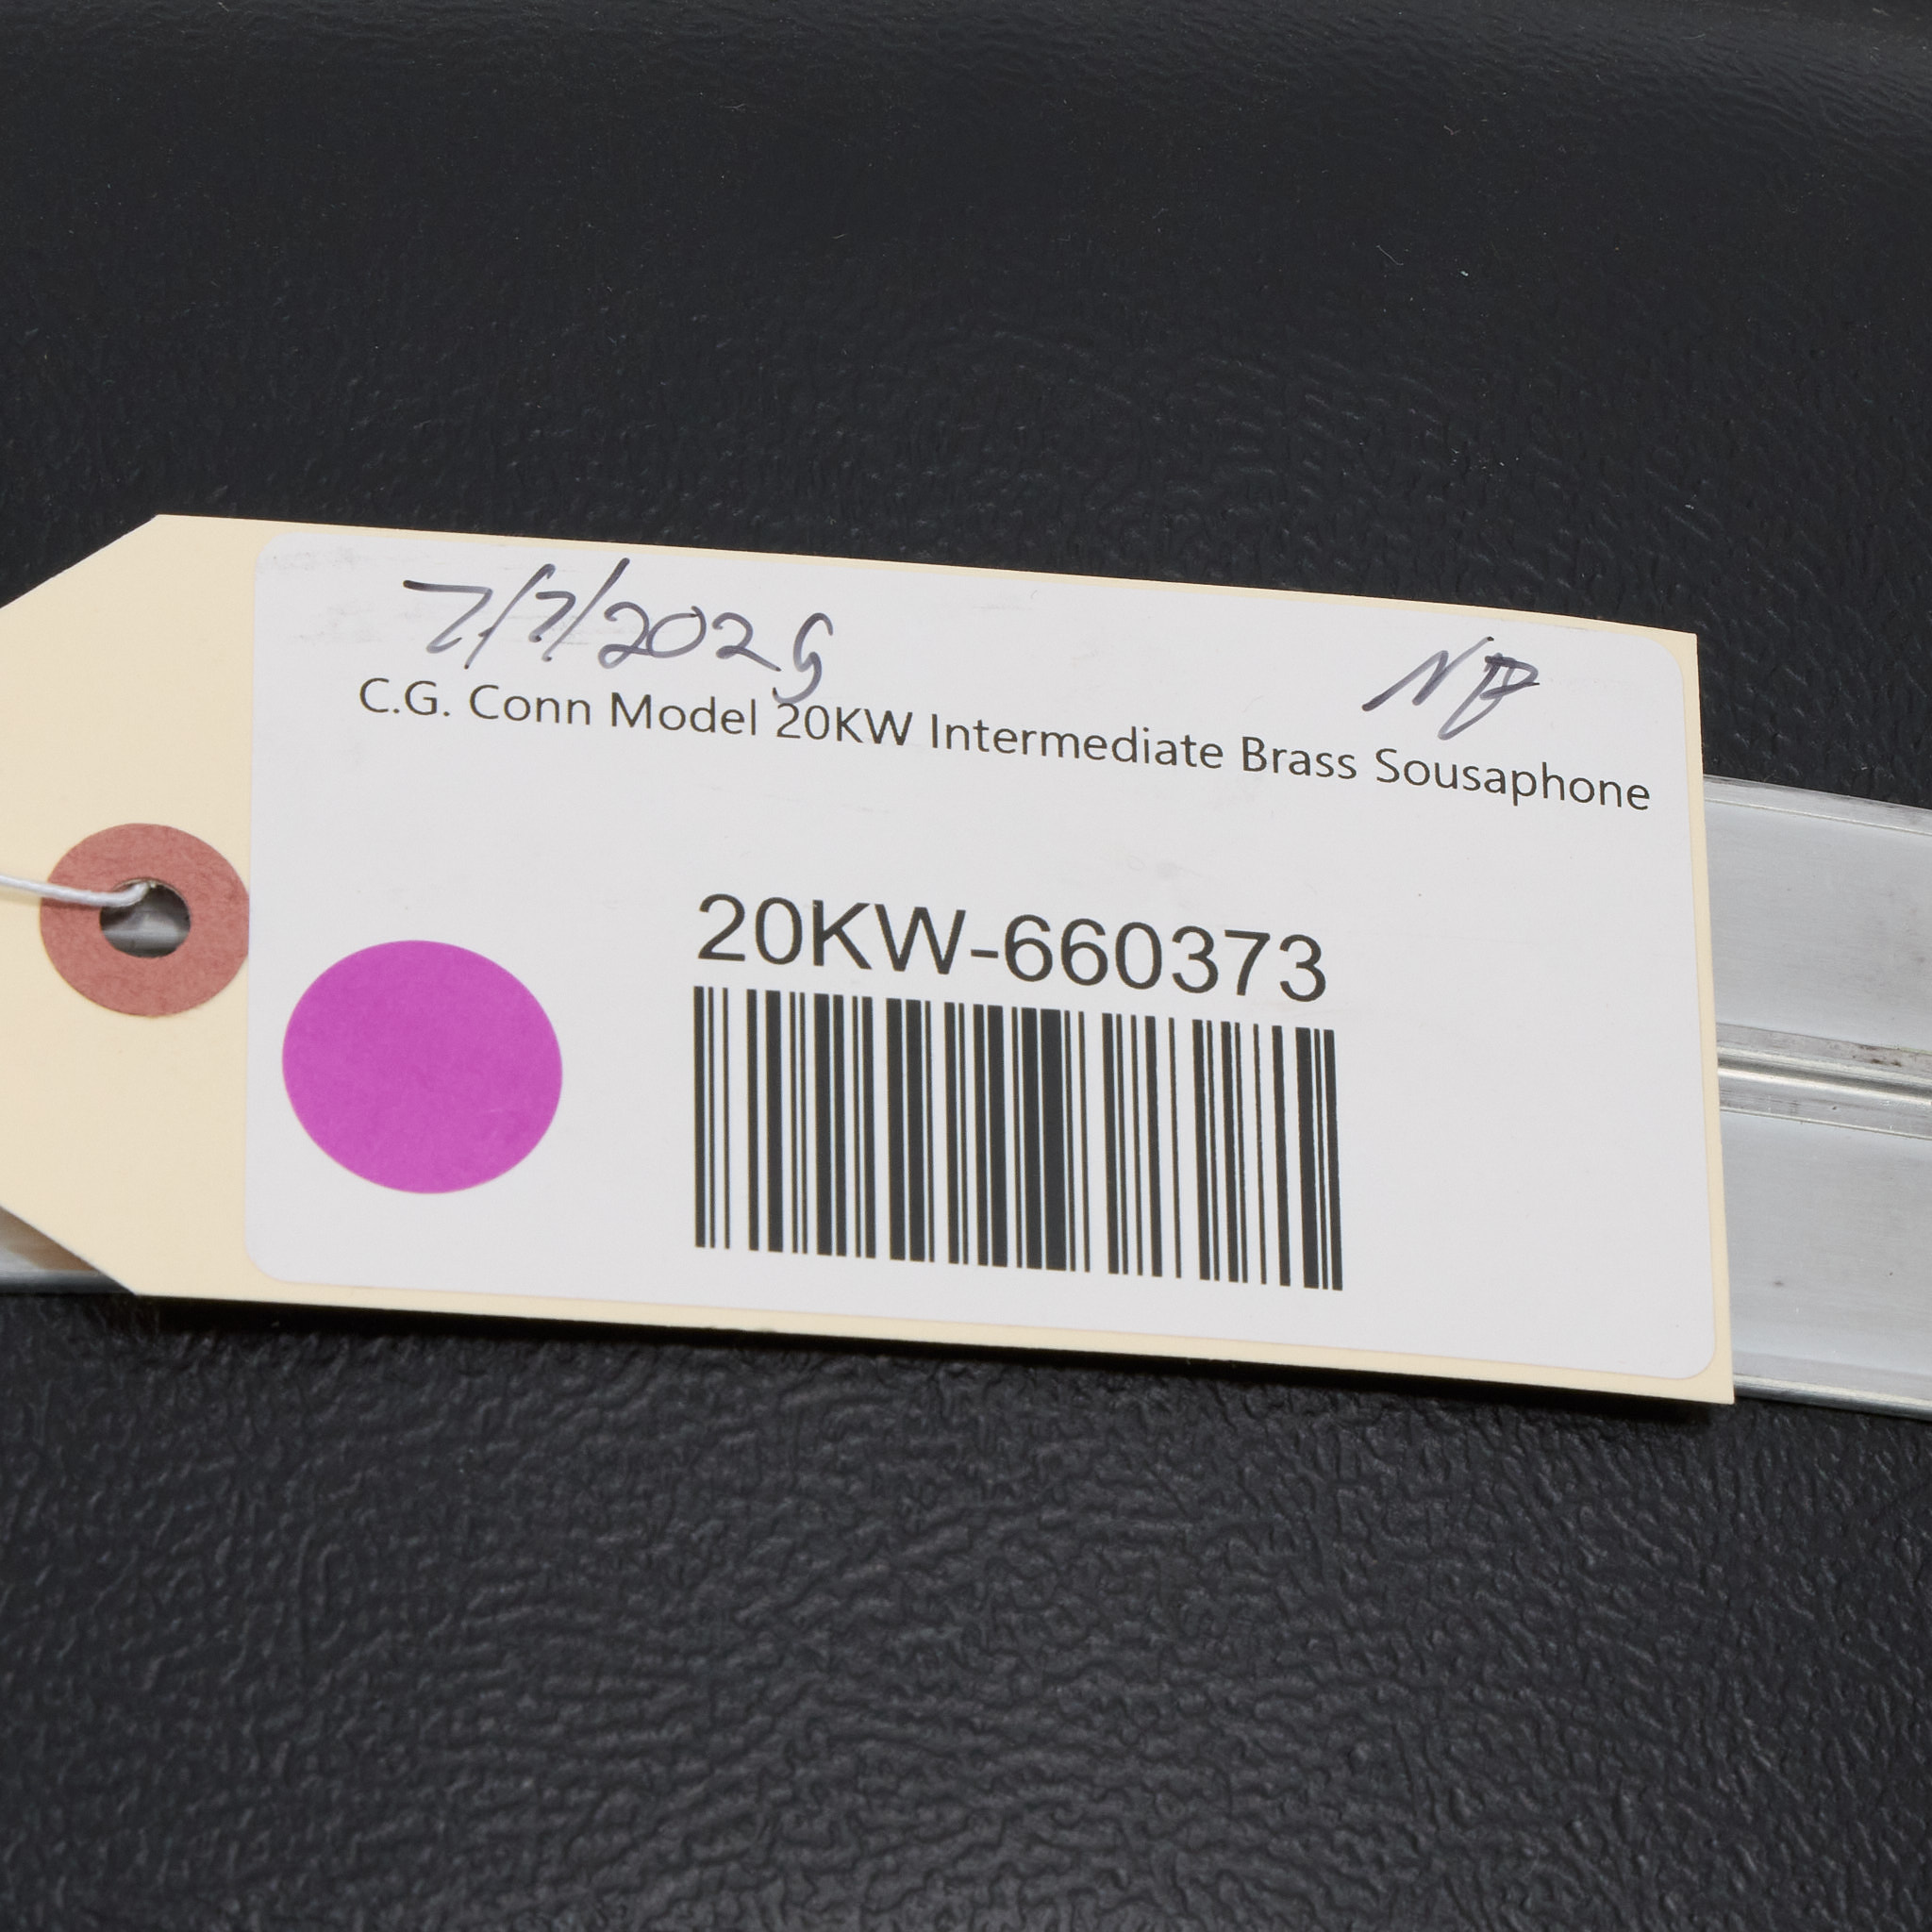 7/7/2025 NB
C.G. Conn Model 20KW Intermediate Brass Sousaphone
20KW-660373